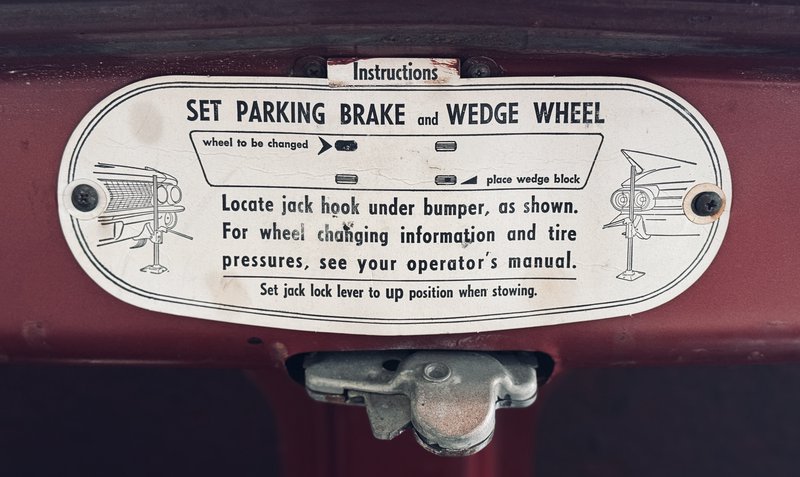 Instructions
SET PARKING BRAKE and WEDGE WHEEL
wheel to be changed
place wedge block
Locate jack hook under bumper, as shown.
For wheel changing information and tire
pressures, see your operator's manual.
Set jack lock lever to up position when stowing.